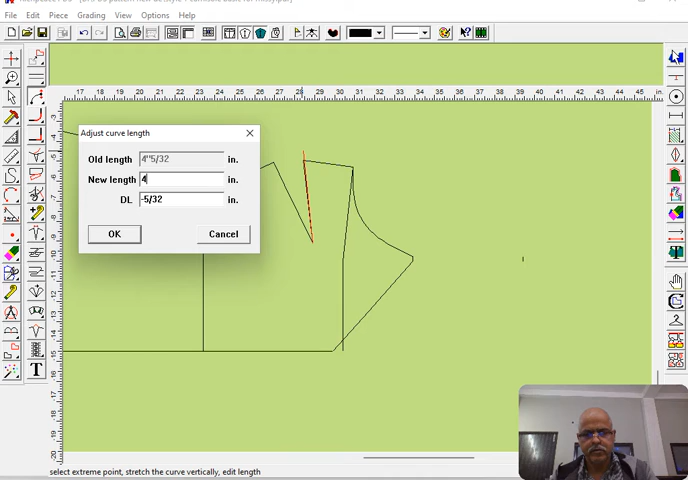 File Edit Piece Grading View Options Help
17 18 19 20 21 22 23 24 25 26 27 28 29 30 31 32 33 34 35 36 37 38 39 40 41 42 43 44 45 in.
Adjust curve length
Old length 4"5/32 in.
New length 4 in.
DL -5/32 in.
OK Cancel
T
select extreme point, stretch the curve vertically, edit length